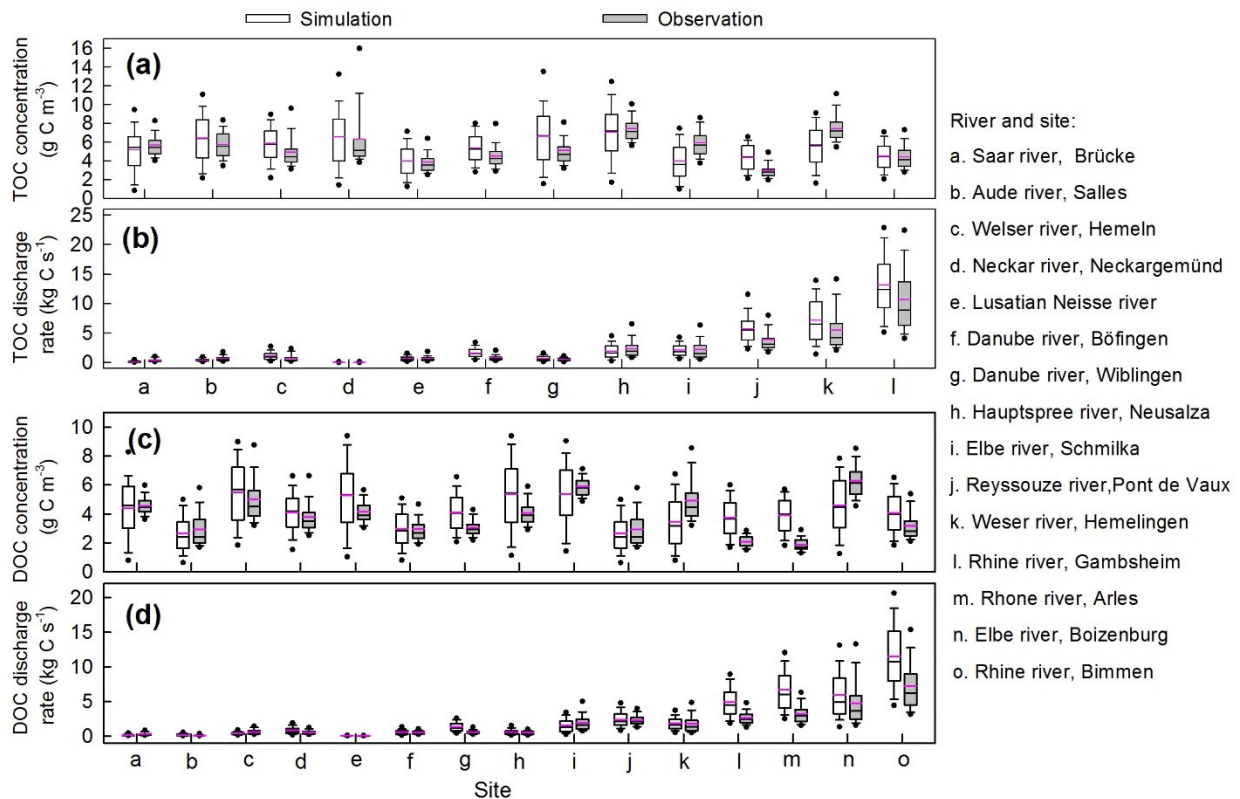 Simulation
Observation
(a)
TOC concentration
(g C m⁻³)
16
14
12
10
8
6
4
2
0
(b)
TOC discharge
rate (kg C s⁻¹)
25
20
15
10
5
0
a b c d e f g h i j k l
(c)
DOC concentration
(g C m⁻³)
10
8
6
4
2
0
(d)
DOC discharge
rate (kg C s⁻¹)
20
15
10
5
0
a b c d e f g h i j k l m n o
Site
River and site:
a. Saar river, Brücke
b. Aude river, Salles
c. Welser river, Hemeln
d. Neckar river, Neckargemünd
e. Lusatian Neisse river
f. Danube river, Böfingen
g. Danube river, Wiblingen
h. Hauptspree river, Neusalza
i. Elbe river, Schmilka
j. Reyssouze river,Pont de Vaux
k. Weser river, Hemelingen
l. Rhine river, Gambsheim
m. Rhone river, Arles
n. Elbe river, Boizenburg
o. Rhine river, Bimmen